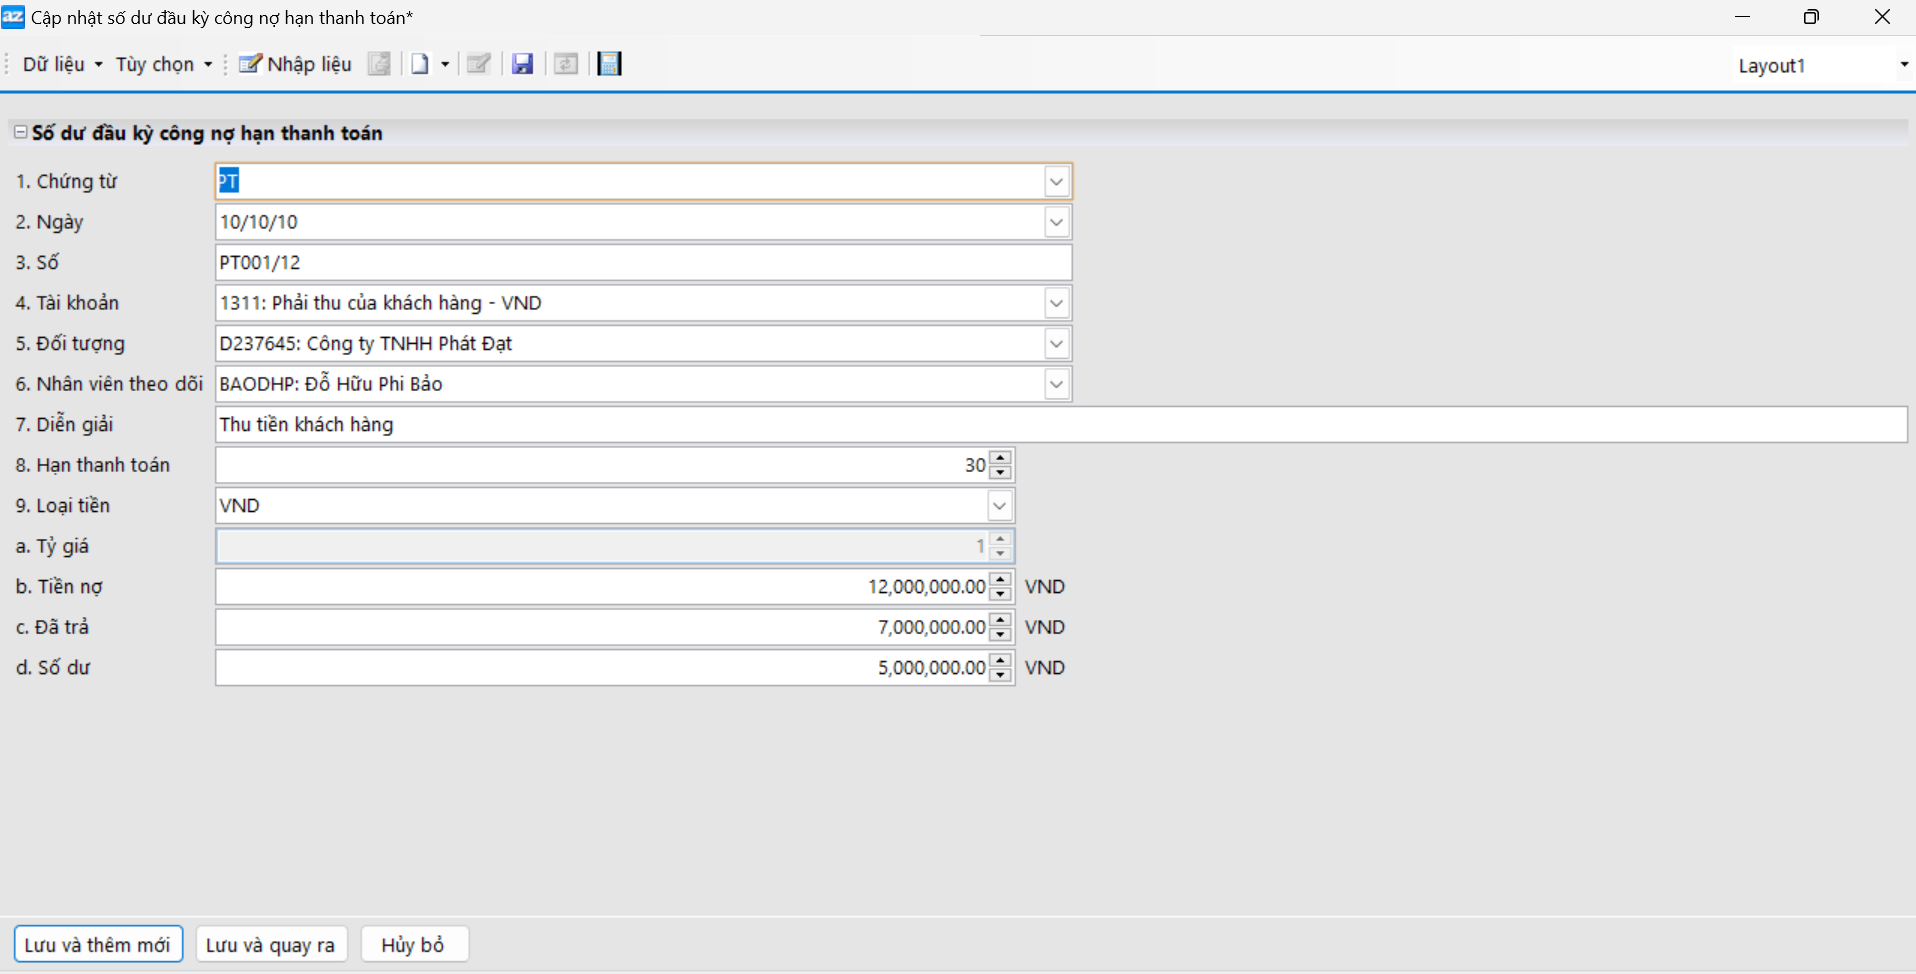 az Cập nhật số dư đầu kỳ công nợ hạn thanh toán*
Dữ liệu Tùy chọn Nhập liệu Layout1
Số dư đầu kỳ công nợ hạn thanh toán
1. Chứng từ PT
2. Ngày 10/10/10
3. Số PT001/12
4. Tài khoản 1311: Phải thu của khách hàng - VND
5. Đối tượng D237645: Công ty TNHH Phát Đạt
6. Nhân viên theo dõi BAODHP: Đỗ Hữu Phi Bảo
7. Diễn giải Thu tiền khách hàng
8. Hạn thanh toán 30
9. Loại tiền VND
a. Tỷ giá 1
b. Tiền nợ 12,000,000.00 VND
c. Đã trả 7,000,000.00 VND
d. Số dư 5,000,000.00 VND
Lưu và thêm mới Lưu và quay ra Hủy bỏ